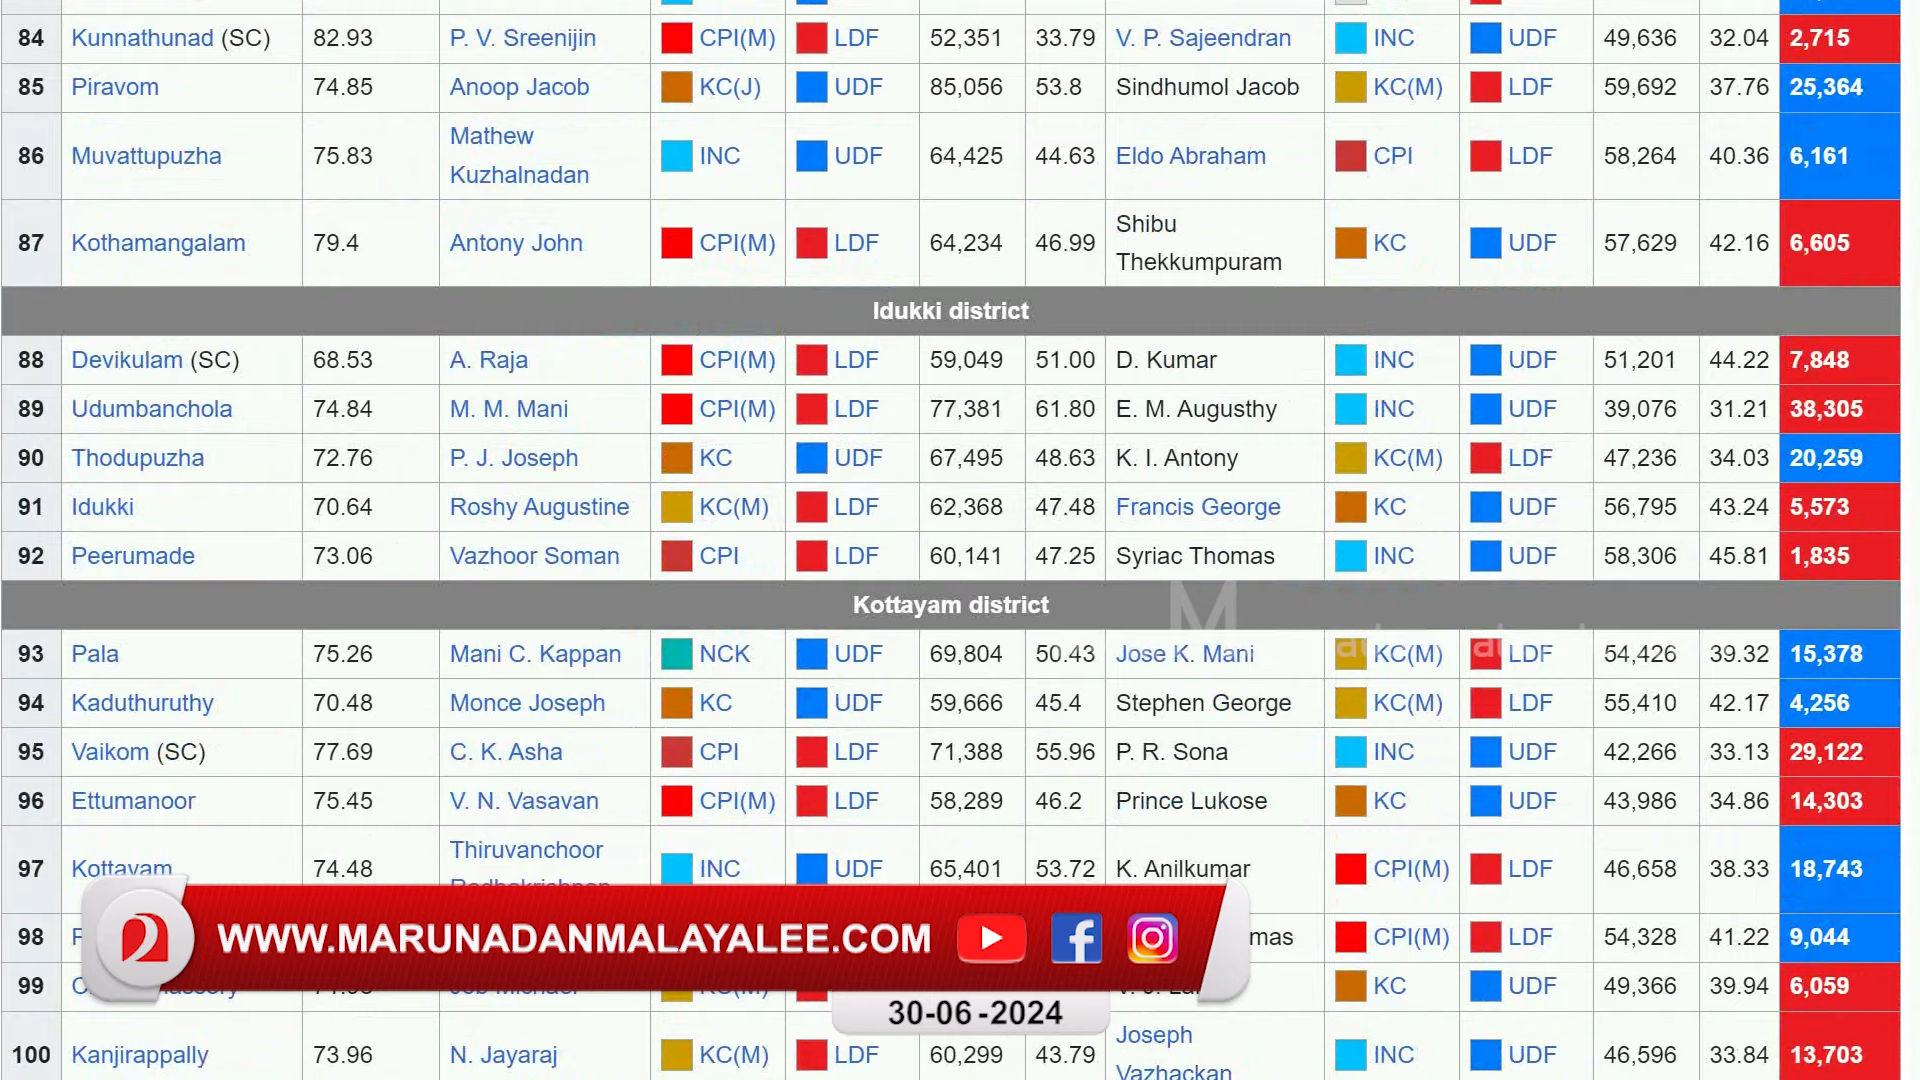 84 Kunnathunad (SC) 82.93 P. V. Sreenijin CPI(M) LDF 52,351 33.79 V. P. Sajeendran INC UDF 49,636 32.04 2,715
85 Piravom 74.85 Anoop Jacob KC(J) UDF 85,056 53.8 Sindhumol Jacob KC(M) LDF 59,692 37.76 25,364
86 Muvattupuzha 75.83 Mathew Kuzhalnadan INC UDF 64,425 44.63 Eldo Abraham CPI LDF 58,264 40.36 6,161
87 Kothamangalam 79.4 Antony John CPI(M) LDF 64,234 46.99 Shibu Thekkumpuram KC UDF 57,629 42.16 6,605
Idukki district
88 Devikulam (SC) 68.53 A. Raja CPI(M) LDF 59,049 51.00 D. Kumar INC UDF 51,201 44.22 7,848
89 Udumbanchola 74.84 M. M. Mani CPI(M) LDF 77,381 61.80 E. M. Augusthy INC UDF 39,076 31.21 38,305
90 Thodupuzha 72.76 P. J. Joseph KC UDF 67,495 48.63 K. I. Antony KC(M) LDF 47,236 34.03 20,259
91 Idukki 70.64 Roshy Augustine KC(M) LDF 62,368 47.48 Francis George KC UDF 56,795 43.24 5,573
92 Peerumade 73.06 Vazhoor Soman CPI LDF 60,141 47.25 Syriac Thomas INC UDF 58,306 45.81 1,835
Kottayam district
93 Pala 75.26 Mani C. Kappan NCK UDF 69,804 50.43 Jose K. Mani KC(M) LDF 54,426 39.32 15,378
94 Kaduthuruthy 70.48 Monce Joseph KC UDF 59,666 45.4 Stephen George KC(M) LDF 55,410 42.17 4,256
95 Vaikom (SC) 77.69 C. K. Asha CPI LDF 71,388 55.96 P. R. Sona INC UDF 42,266 33.13 29,122
96 Ettumanoor 75.45 V. N. Vasavan CPI(M) LDF 58,289 46.2 Prince Lukose KC UDF 43,986 34.86 14,303
97 Kottayam 74.48 Thiruvanchoor INC UDF 65,401 53.72 K. Anilkumar CPI(M) LDF 46,658 38.33 18,743
98 CPI(M) LDF 54,328 41.22 9,044
WWW.MARUNADANMALAYALEE.COM
99 KC UDF 49,366 39.94 6,059
30-06-2024
100 Kanjirappally 73.96 N. Jayaraj KC(M) LDF 60,299 43.79 Joseph Vazhackan INC UDF 46,596 33.84 13,703